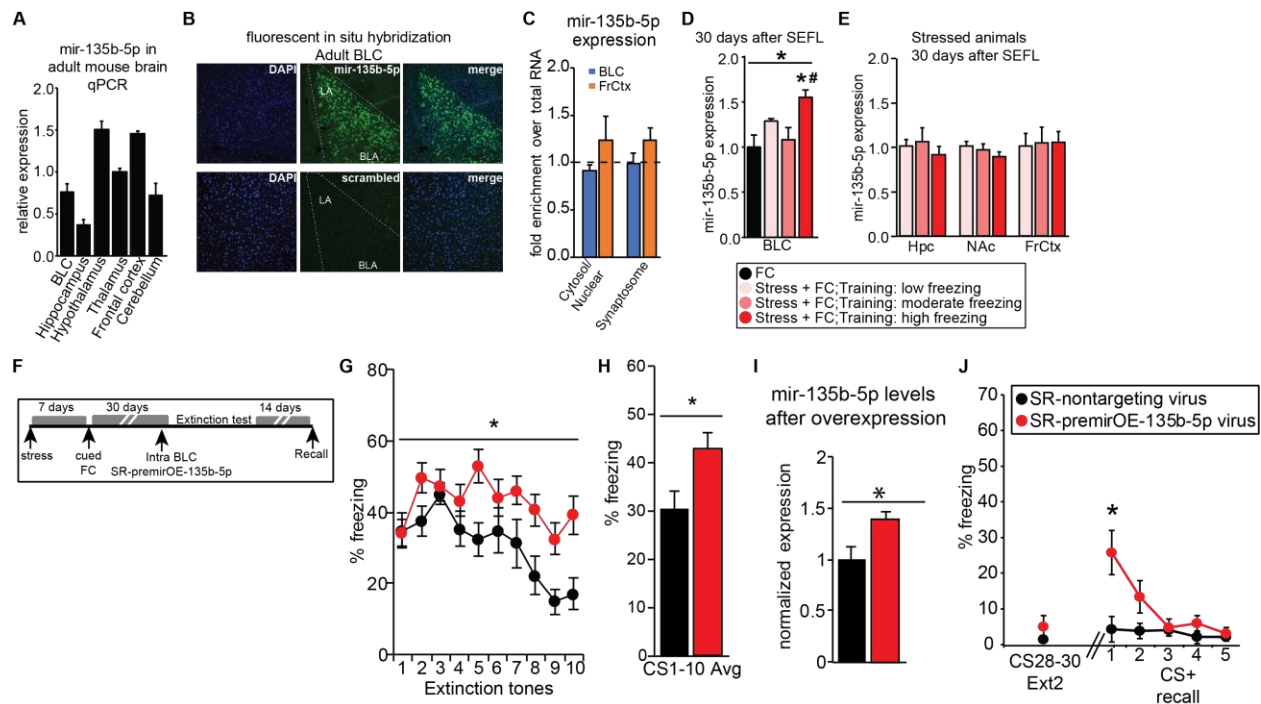 A
mir-135b-5p in
adult mouse brain
qPCR
relative expression
2.0
1.5
1.0
0.5
0.0
BLC
Hippocampus
Hypothalamus
Thalamus
Frontal cortex
Cerebellum
B
fluorescent in situ hybridization
Adult BLC
DAPI
mir-135b-5p
merge
LA
BLA
DAPI
scrambled
merge
LA
BLA
C
mir-135b-5p
expression
fold enrichment over total RNA
2.0
1.5
1.0
0.5
0.0
BLC
FrCtx
Cytosol/
Nuclear
Synaptosome
D
30 days after SEFL
mir-135b-5p expression
2.0
1.5
1.0
0.5
0.0
*
*#
BLC
E
Stressed animals
30 days after SEFL
mir-135b-5p expression
2.0
1.5
1.0
0.5
0.0
Hpc NAc FrCtx
FC
Stress + FC;Training: low freezing
Stress + FC;Training: moderate freezing
Stress + FC;Training: high freezing
F
7 days 30 days Extinction test 14 days
stress cued Intra BLC Recall
FC SR-premirOE-135b-5p
G
% freezing
80
60
40
20
0
*
1 2 3 4 5 6 7 8 9 10
Extinction tones
H
% freezing
60
50
40
30
20
10
0
*
CS1-10 Avg
I
mir-135b-5p levels
after overexpression
normalized expression
2
1.5
1
0.5
0
*
J
SR-nontargeting virus
SR-premirOE-135b-5p virus
% freezing
70
60
50
40
30
20
10
0
*
CS28-30
Ext2
1 2 3 4 5
CS+
recall